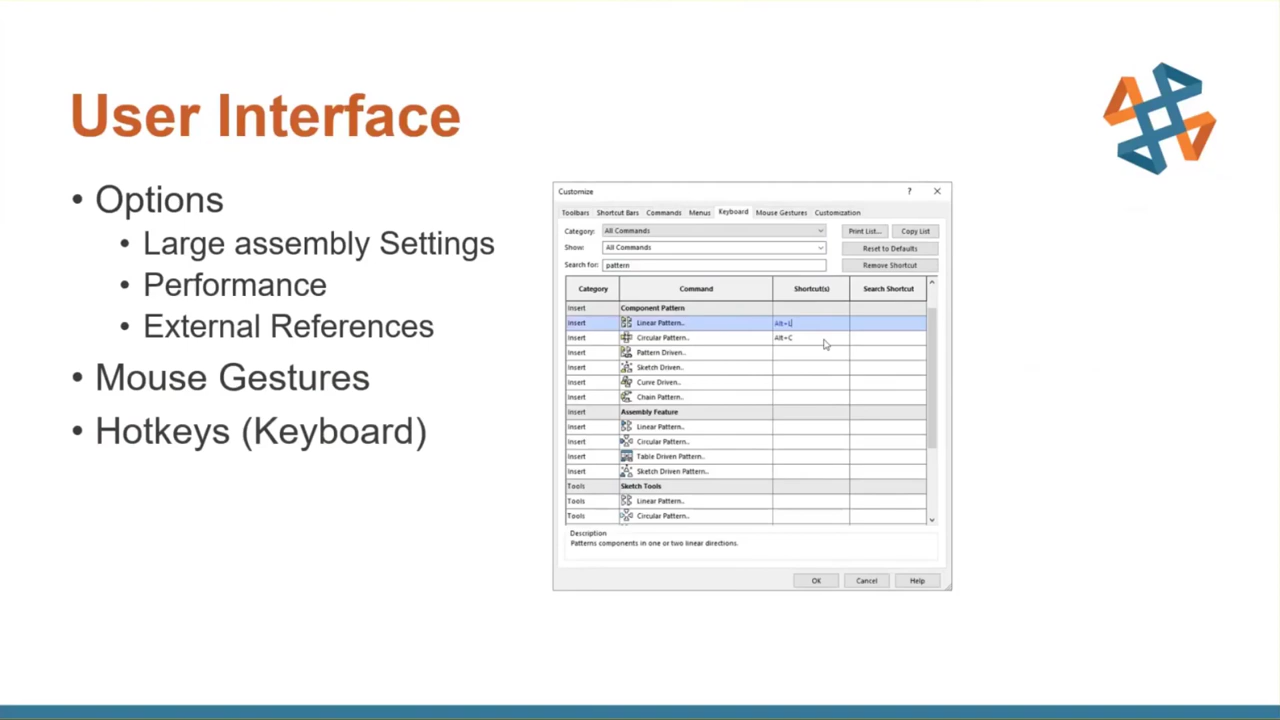 User Interface
• Options
• Large assembly Settings
• Performance
• External References
• Mouse Gestures
• Hotkeys (Keyboard)
Customize ?
Toolbars Shortcut Bars Commands Menus Keyboard Mouse Gestures Customization
Category: All Commands Print List... Copy List
Show: All Commands Reset to Defaults
Search for: pattern Remove Shortcut
Category Command Shortcut(s) Search Shortcut
Insert Component Pattern
Insert Linear Pattern.. Alt+L
Insert Circular Pattern.. Alt+C
Insert Pattern Driven..
Insert Sketch Driven..
Insert Curve Driven..
Insert Chain Pattern..
Insert Assembly Feature
Insert Linear Pattern..
Insert Circular Pattern..
Insert Table Driven Pattern..
Insert Sketch Driven Pattern..
Tools Sketch Tools
Tools Linear Pattern..
Tools Circular Pattern..
Description
Patterns components in one or two linear directions.
OK Cancel Help